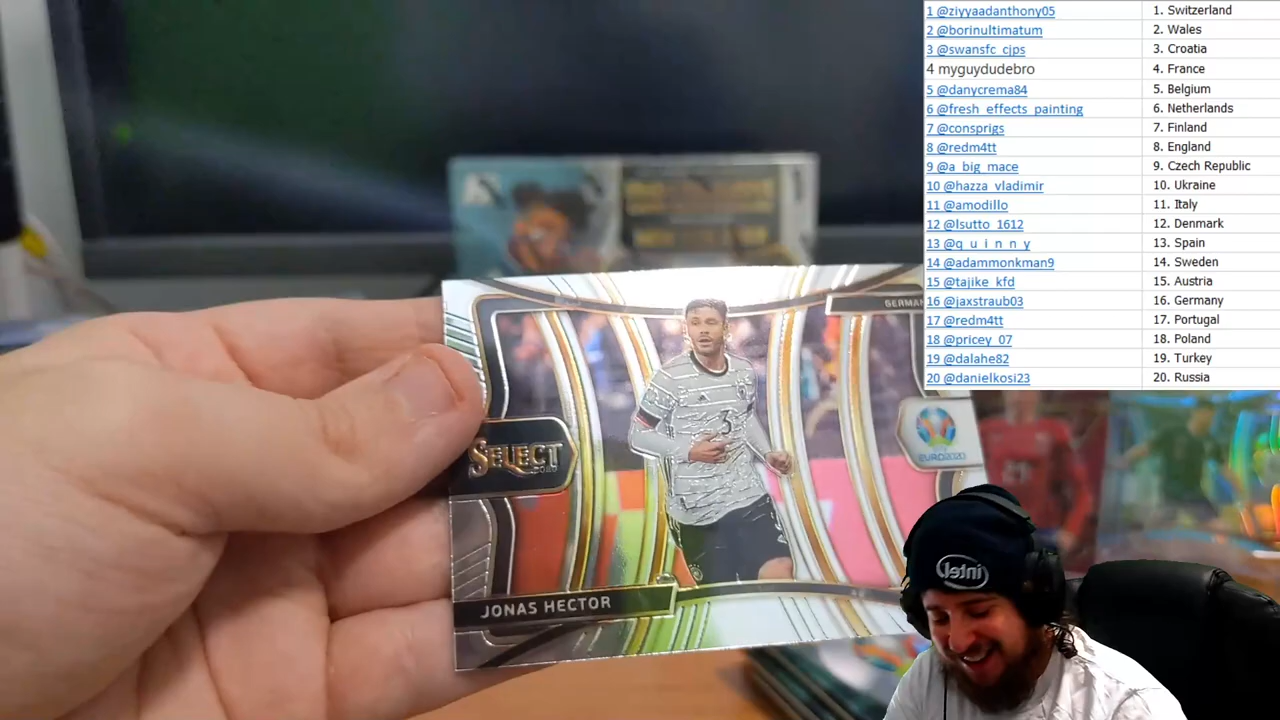 1 @ziyyaadanthony05 1. Switzerland
2 @borinultimatum 2. Wales
3 @swansfc_cjps 3. Croatia
4 myguydudebro 4. France
5 @danycrema84 5. Belgium
6 @fresh_effects_painting 6. Netherlands
7 @consprigs 7. Finland
8 @redm4tt 8. England
9 @a_big_mace 9. Czech Republic
10 @hazza_vladimir 10. Ukraine
11 @amodillo 11. Italy
12 @lsutto_1612 12. Denmark
13 @q_u_i_n_n_y 13. Spain
14 @adammonkman9 14. Sweden
15 @tajike_kfd 15. Austria
16 @jaxstraub03 16. Germany
17 @redm4tt 17. Portugal
18 @pricey_07 18. Poland
19 @dalahe82 19. Turkey
20 @danielkosi23 20. Russia
GERMAN
3
SELECT
EURO2020
JONAS HECTOR
intel